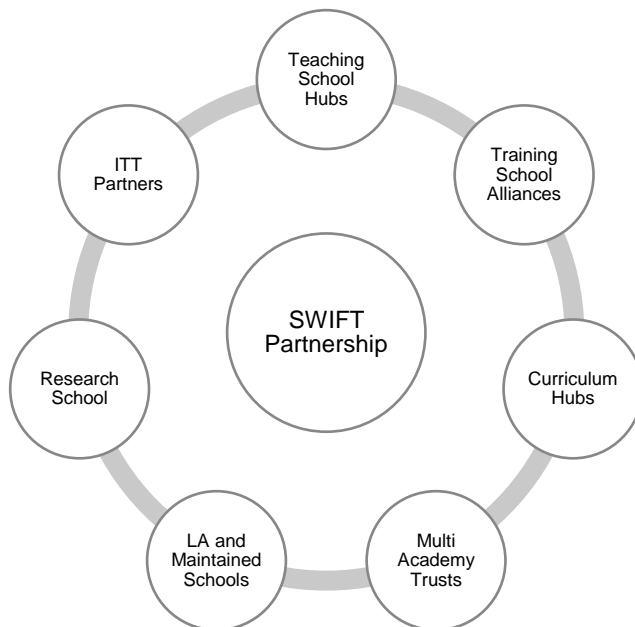 Teaching
School
Hubs
Training
School
Alliances
Curriculum
Hubs
Multi
Academy
Trusts
LA and
Maintained
Schools
Research
School
ITT
Partners
SWIFT
Partnership